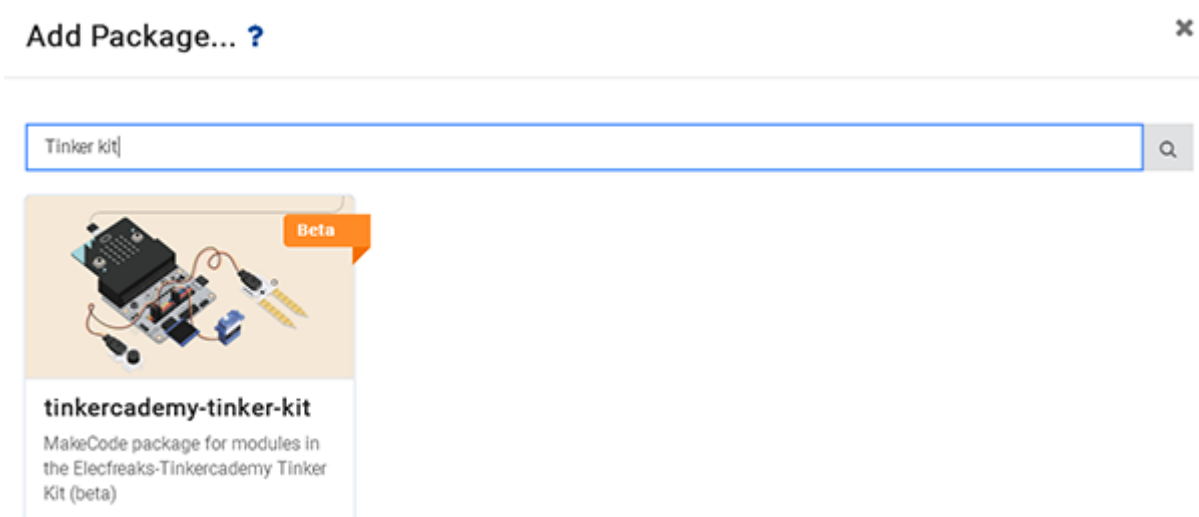 Add Package... ?
Tinker kit
Beta
tinkercademy-tinker-kit
MakeCode package for modules in
the Elecfreaks-Tinkercademy Tinker
Kit (beta)